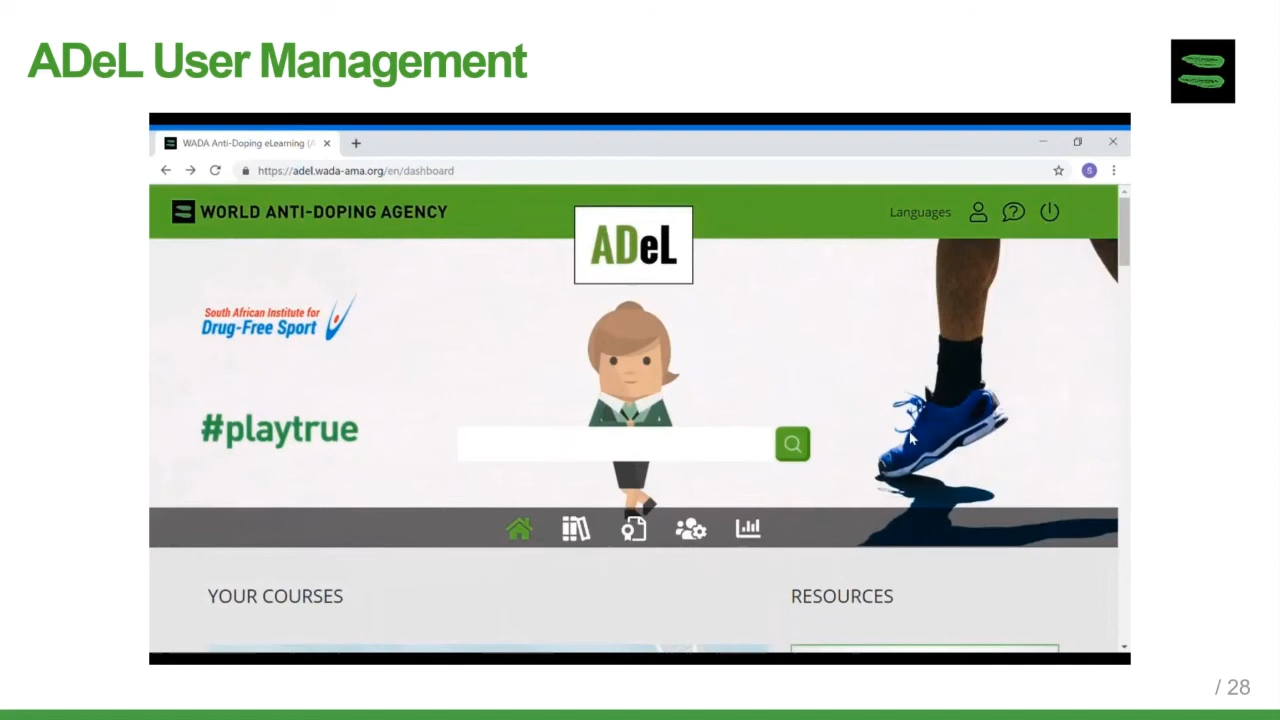 ADeL User Management
WADA Anti-Doping eLearning (A
https://adel.wada-ama.org/en/dashboard
S
WORLD ANTI-DOPING AGENCY
Languages
ADeL
South African Institute for
Drug-Free Sport
#playtrue
YOUR COURSES
RESOURCES
/ 28